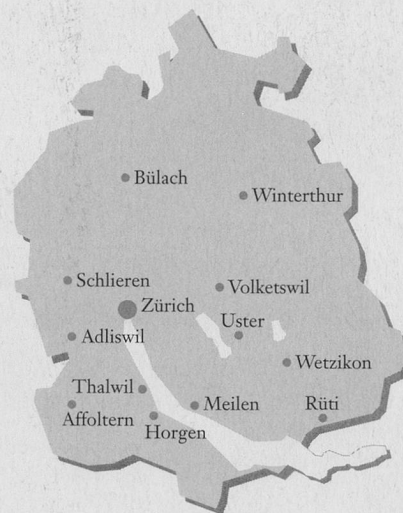 Bülach
Winterthur
Schlieren
Volketswil
Zürich
Uster
Adliswil
Wetzikon
Thalwil
Meilen
Rüti
Affoltern
Horgen